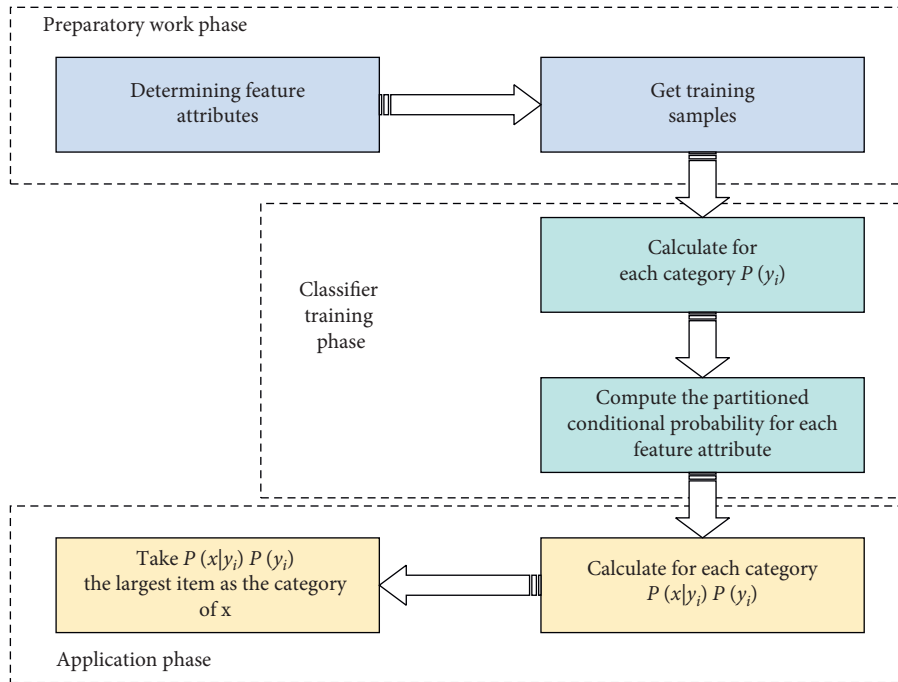 Preparatory work phase
Determining feature
attributes
Get training
samples
Calculate for
each category P (yᵢ)
Classifier
training
phase
Compute the partitioned
conditional probability for each
feature attribute
Take P (x|yᵢ) P (yᵢ)
the largest item as the category
of x
Calculate for each category
P (x|yᵢ) P (yᵢ)
Application phase